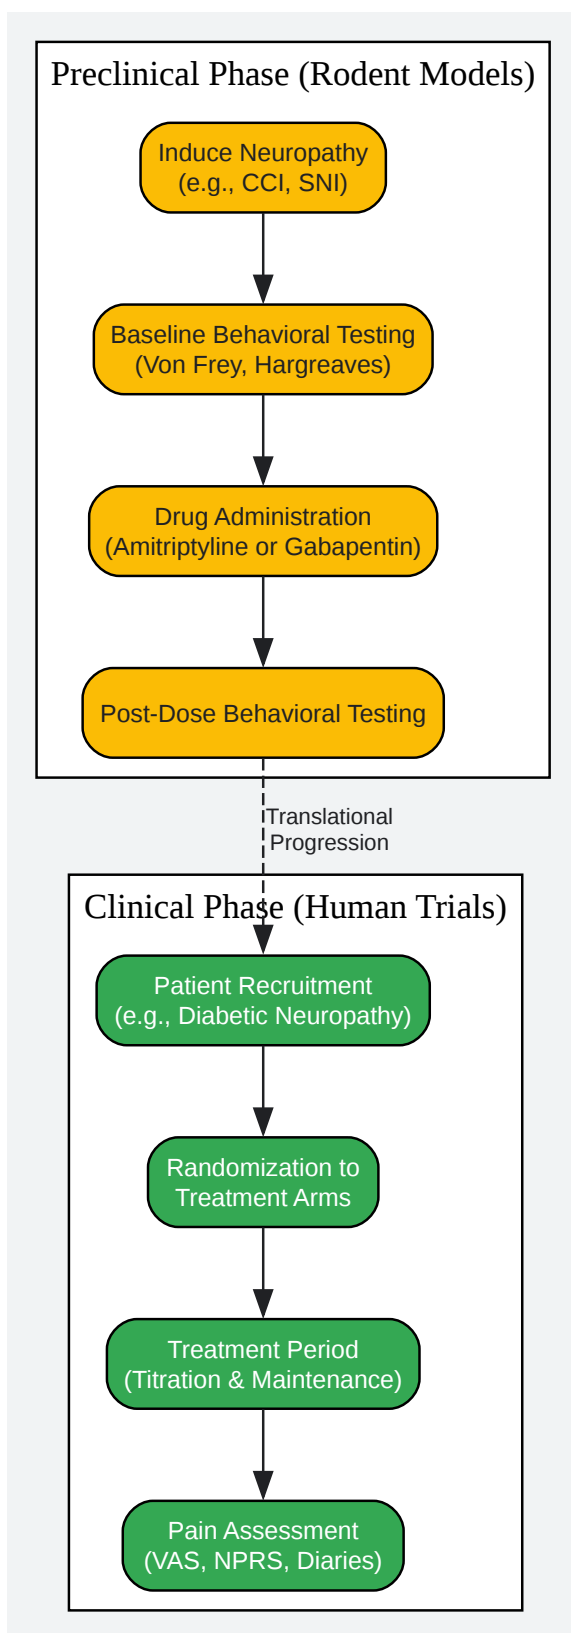 Preclinical Phase (Rodent Models)
Induce Neuropathy
(e.g., CCI, SNI)
Baseline Behavioral Testing
(Von Frey, Hargreaves)
Drug Administration
(Amitriptyline or Gabapentin)
Post-Dose Behavioral Testing
Translational
Progression
Clinical Phase (Human Trials)
Patient Recruitment
(e.g., Diabetic Neuropathy)
Randomization to
Treatment Arms
Treatment Period
(Titration & Maintenance)
Pain Assessment
(VAS, NPRS, Diaries)